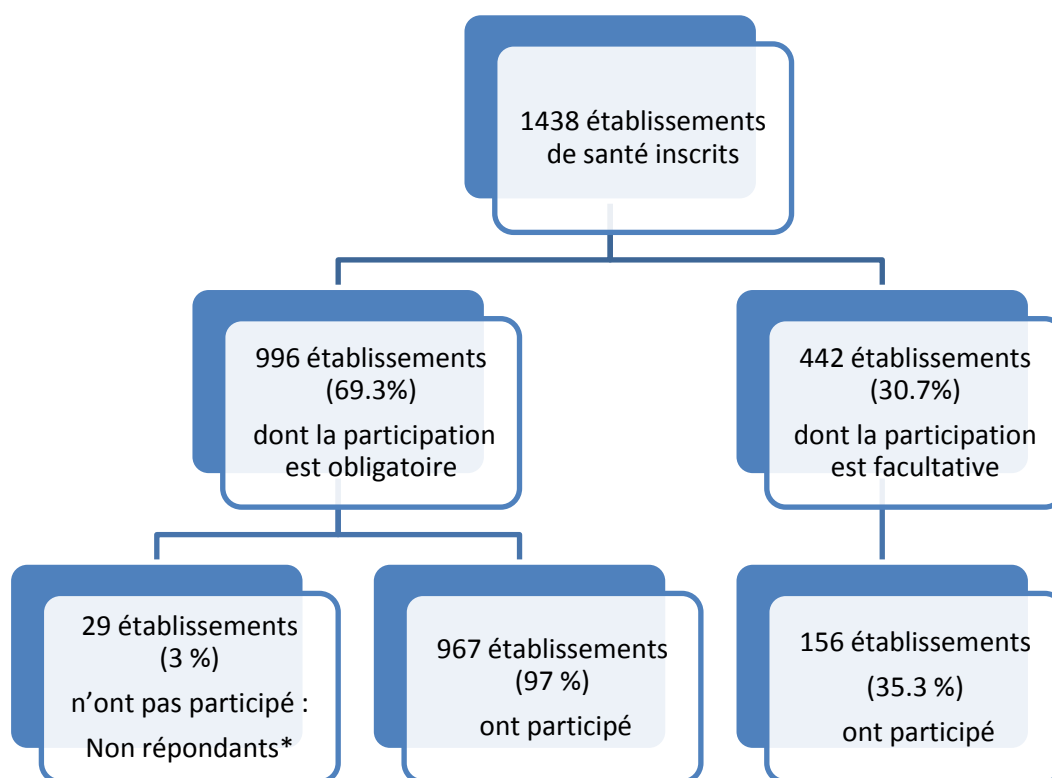 1438 établissements
de santé inscrits
996 établissements
(69.3%)
dont la participation
est obligatoire
442 établissements
(30.7%)
dont la participation
est facultative
29 établissements
(3 %)
n’ont pas participé :
Non répondants*
967 établissements
(97 %)
ont participé
156 établissements
(35.3 %)
ont participé